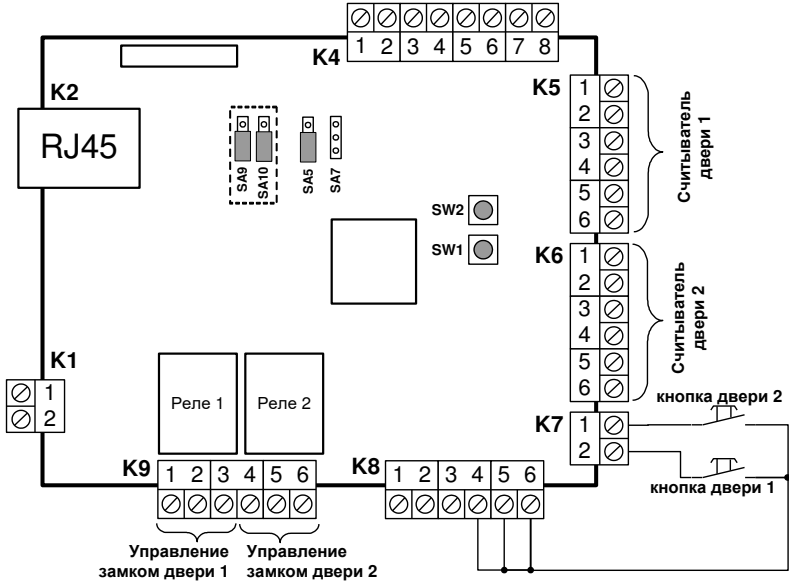 K4
1 2 3 4 5 6 7 8
K2
RJ45
SA9
SA10
SA5
SA7
SW2
SW1
K5
1
2
3
4
5
6
Считыватель
двери 1
K6
1
2
3
4
5
6
Считыватель
двери 2
K1
1
2
Реле 1
Реле 2
K7
1
2
кнопка двери 2
кнопка двери 1
K9
1 2 3 4 5 6
K8
1 2 3 4 5 6
Управление
замком двери 1
Управление
замком двери 2